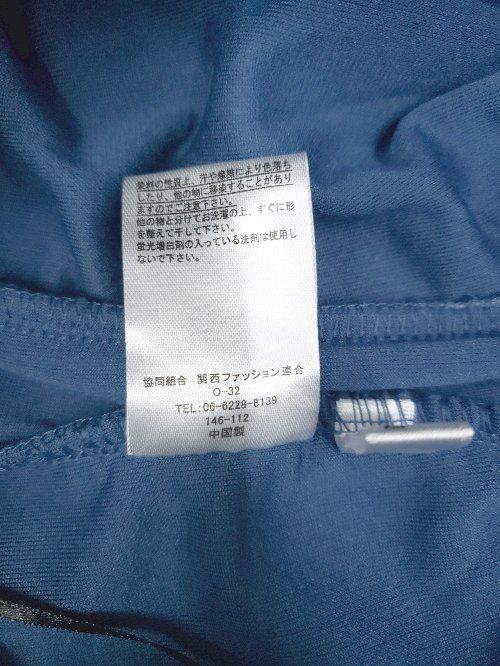 染料の性質上、汗や摩擦により色落ち
したり、他の物に移染することがあり
ますのでご注意下さい。
他の物と分けてお洗濯の上、すぐに形
を整えて干して下さい。
蛍光増白剤の入っている洗剤は使用し
ないで下さい。
協同組合 関西ファッション連合
O-32
TEL:06-6228-8139
146-112
中国製